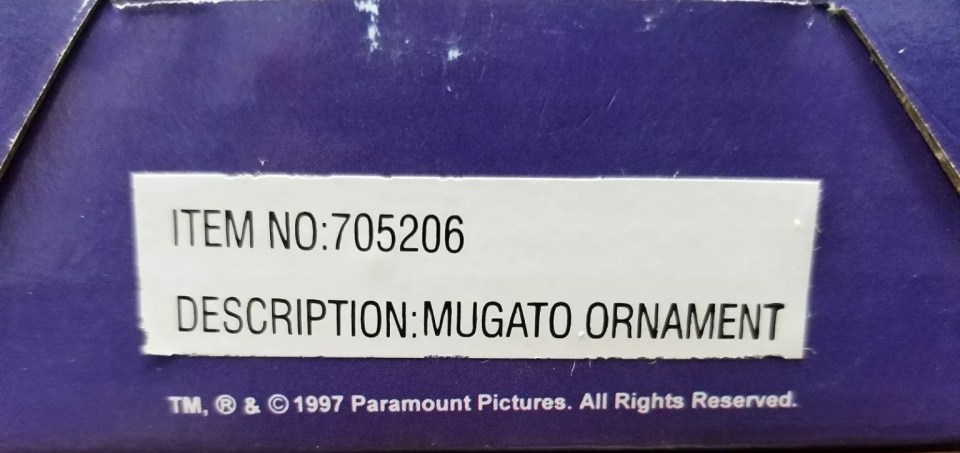 ITEM NO:705206
DESCRIPTION:MUGATO ORNAMENT
TM, ® & © 1997 Paramount Pictures. All Rights Reserved.